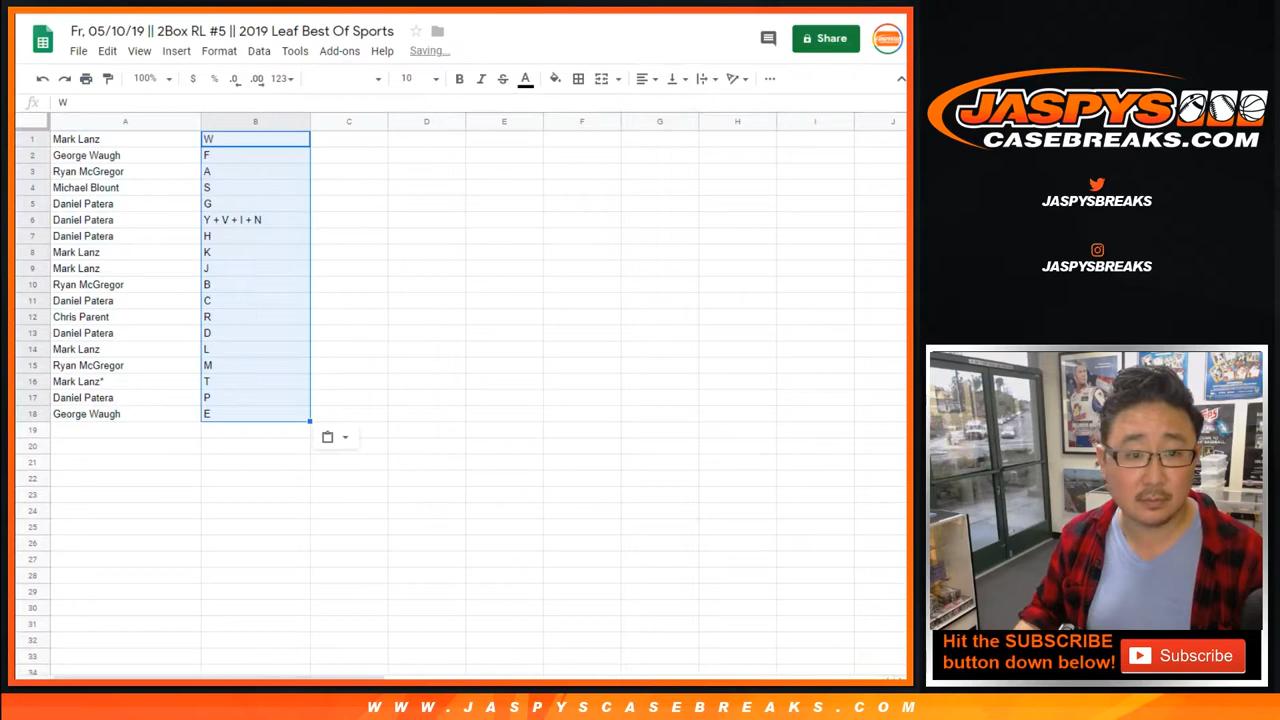 Fr, 05/10/19 || 2Box RL #5 || 2019 Leaf Best Of Sports
File Edit View Insert Format Data Tools Add-ons Help Saving...
Share
100% $ % .0 .00 123 10 B I S A
fx W
A B C D E F G H I J
1 Mark Lanz W
2 George Waugh F
3 Ryan McGregor A
4 Michael Blount S
5 Daniel Patera G
6 Daniel Patera Y + V + I + N
7 Daniel Patera H
8 Mark Lanz K
9 Mark Lanz J
10 Ryan McGregor B
11 Daniel Patera C
12 Chris Parent R
13 Daniel Patera D
14 Mark Lanz L
15 Ryan McGregor M
16 Mark Lanz* T
17 Daniel Patera P
18 George Waugh E
19
20
21
22
23
24
25
26
27
28
29
30
31
32
33
34
JASPYS
CASEBREAKS.COM
JASPYSBREAKS
JASPYSBREAKS
Hit the SUBSCRIBE
button down below!
Subscribe
WWW.JASPYSCASEBREAKS.COM